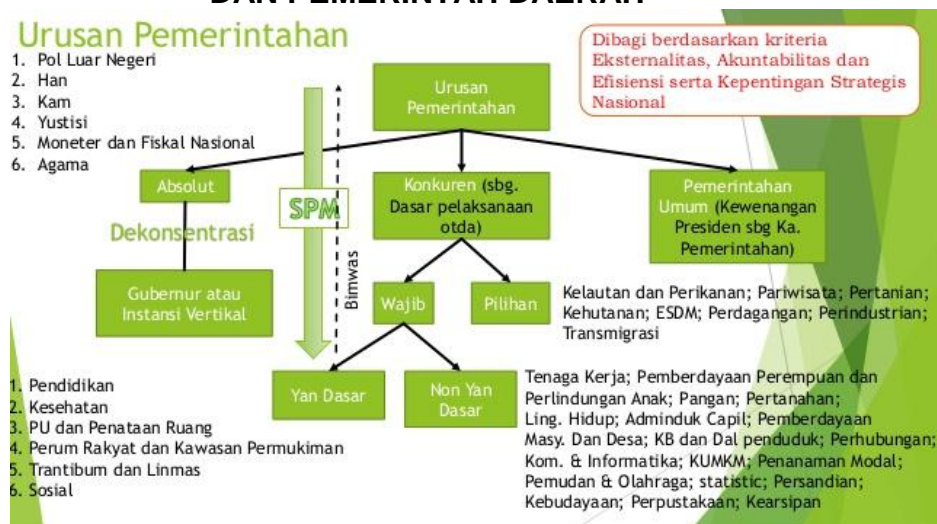 DAN PEMERINTAH DAERAH
Urusan Pemerintahan
1. Pol Luar Negeri
2. Han
3. Kam
4. Yustisi
5. Moneter dan Fiskal Nasional
6. Agama
Dibagi berdasarkan kriteria
Eksternalitas, Akuntabilitas dan
Efisiensi serta Kepentingan Strategis
Nasional
Urusan
Pemerintahan
Absolut
SPM
Konkuren (sbg.
Dasar pelaksanaan
otda)
Pemerintahan
Umum (Kewenangan
Presiden sbg Ka.
Pemerintahan)
Dekonsentrasi
Bimwas
Gubernur atau
Instansi Vertikal
Wajib
Pilihan
Kelautan dan Perikanan; Pariwisata; Pertanian;
Kehutanan; ESDM; Perdagangan; Perindustrian;
Transmigrasi
1. Pendidikan
2. Kesehatan
3. PU dan Penataan Ruang
4. Perum Rakyat dan Kawasan Permukiman
5. Trantibum dan Linmas
6. Sosial
Yan Dasar
Non Yan
Dasar
Tenaga Kerja; Pemberdayaan Perempuan dan
Perlindungan Anak; Pangan; Pertanahan;
Ling. Hidup; Adminduk Capil; Pemberdayaan
Masy. Dan Desa; KB dan Dal penduduk; Perhubungan;
Kom. & Informatika; KUMKM; Penanaman Modal;
Pemudan & Olahraga; statistic; Persandian;
Kebudayaan; Perpustakaan; Kearsipan